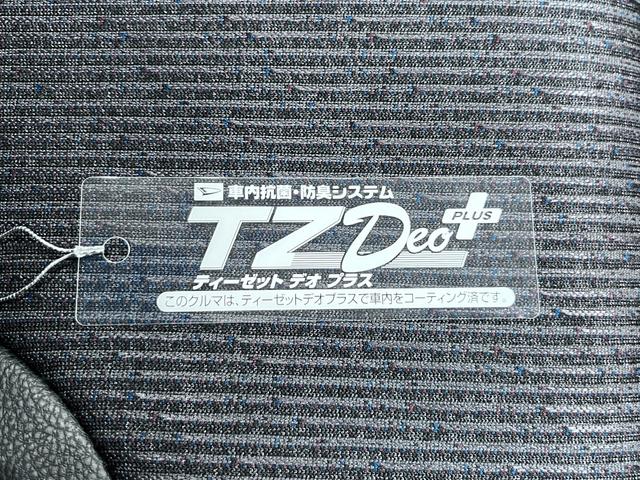 車内抗菌・防臭システム
TZ Deo PLUS
ティーゼット デオ プラス
このクルマは、ティーゼットデオプラスで車内をコーティング済です。